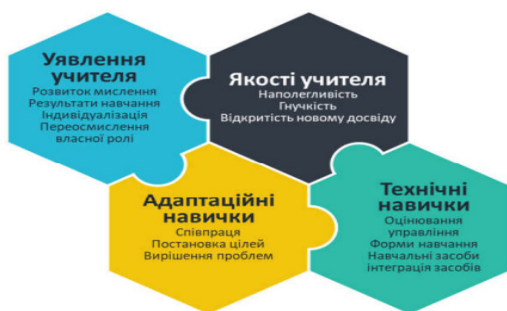 Уявлення
учителя
Розвиток мислення
Результати навчання
Індивідуалізація
Переосмислення
власної ролі
Якості учителя
Наполегливість
Гнучкість
Відкритість новому досвіду
Адаптаційні
навички
Співпраця
Постановка цілей
Вирішення проблем
Технічні
навички
Оцінювання
управління
Форми навчання
Навчальні засоби
інтеграція засобів